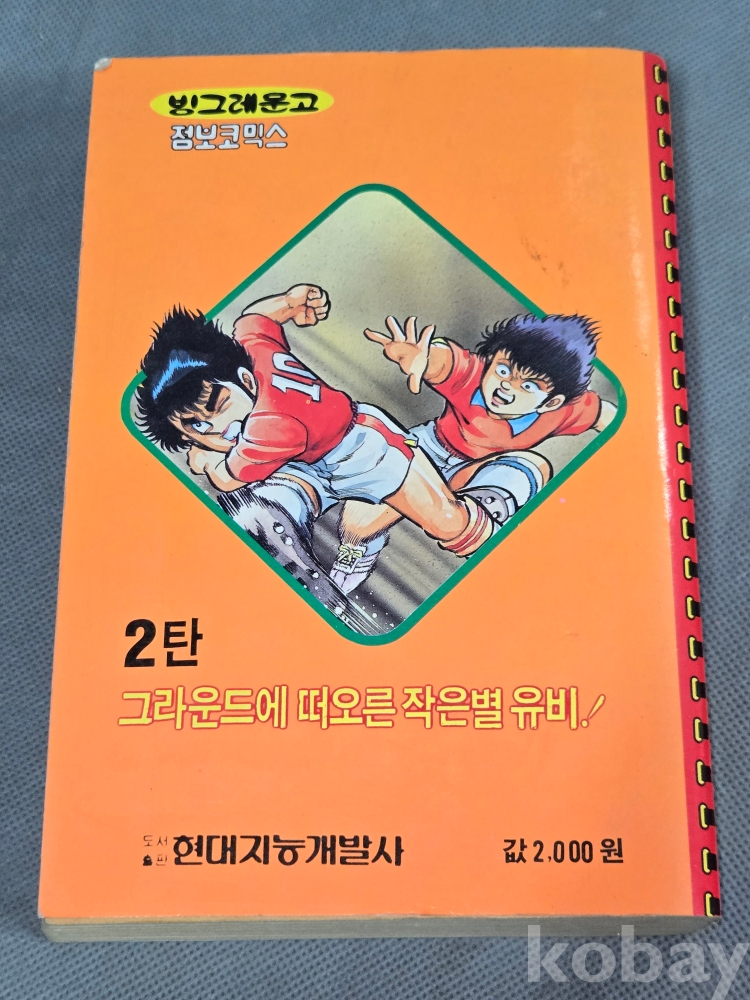 빙그레문고
점보코믹스
10
2탄
그라운드에 떠오른 작은별 유비!
도서
출판 현대지능개발사 값 2,000 원
kobay